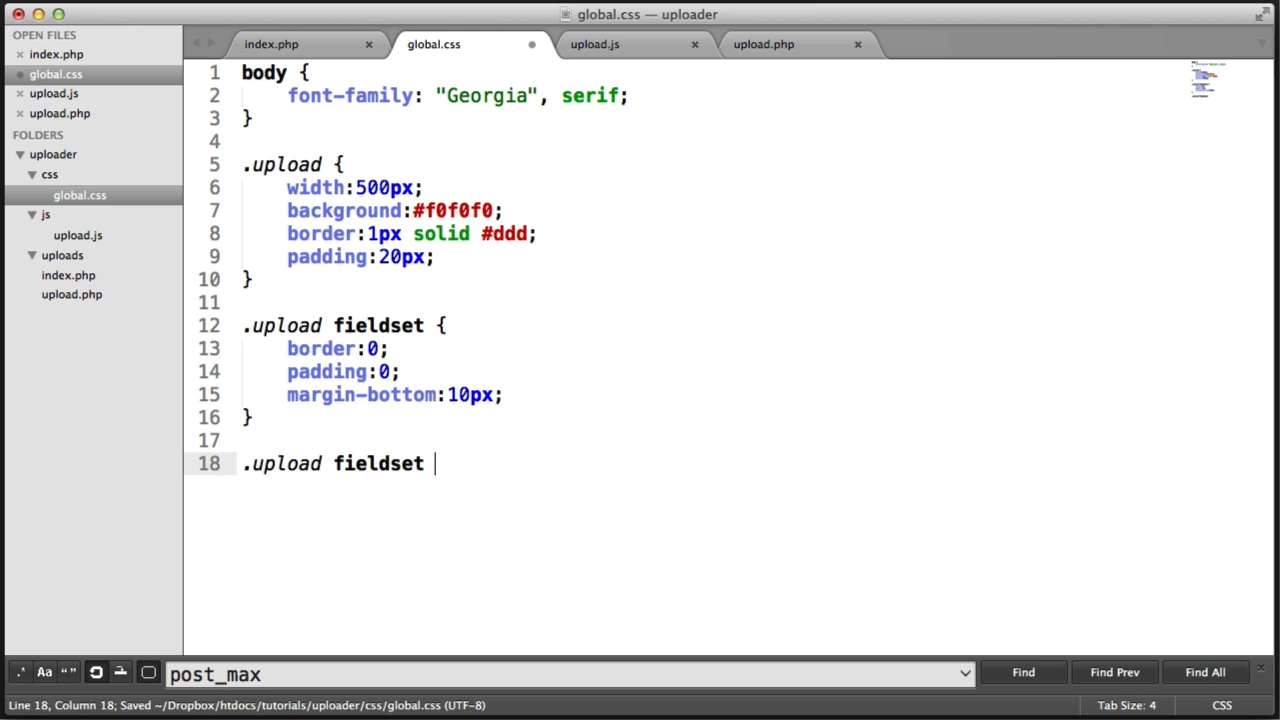 global.css — uploader
OPEN FILES
index.php
global.css
upload.js
upload.php
FOLDERS
uploader
css
global.css
js
upload.js
uploads
index.php
upload.php
index.php
global.css
upload.js
upload.php
1 body {
2 font-family: "Georgia", serif;
3 }
4
5 .upload {
6 width:500px;
7 background:#f0f0f0;
8 border:1px solid #ddd;
9 padding:20px;
10 }
11
12 .upload fieldset {
13 border:0;
14 padding:0;
15 margin-bottom:10px;
16 }
17
18 .upload fieldset
.* Aa “ ” post_max Find Find Prev Find All
Line 18, Column 18; Saved ~/Dropbox/htdocs/tutorials/uploader/css/global.css (UTF-8) Tab Size: 4 CSS